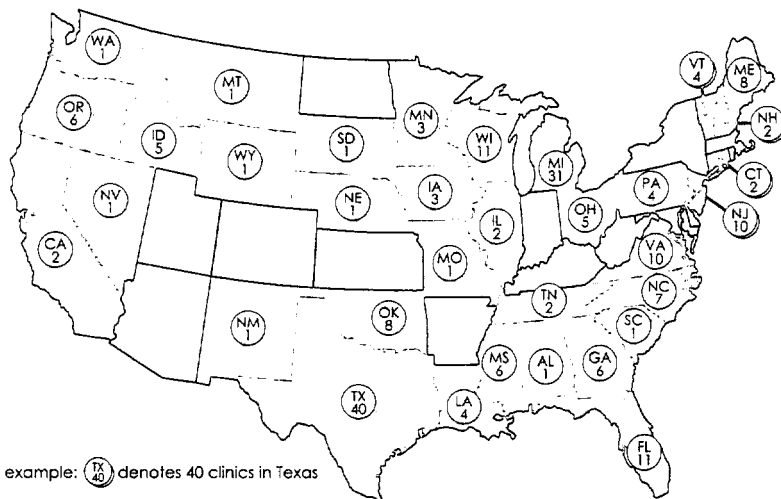 WA
1
MT
1
VT
4
ME
8
OR
6
ID
5
MN
3
NH
2
WY
1
SD
1
WI
11
MI
31
NV
1
NE
1
IA
3
PA
4
CT
2
CA
2
IL
2
OH
5
NJ
10
MO
1
VA
10
NM
1
OK
8
TN
2
NC
7
SC
1
MS
6
AL
1
GA
6
TX
40
LA
4
FL
11
example: TX 40 denotes 40 clinics in Texas